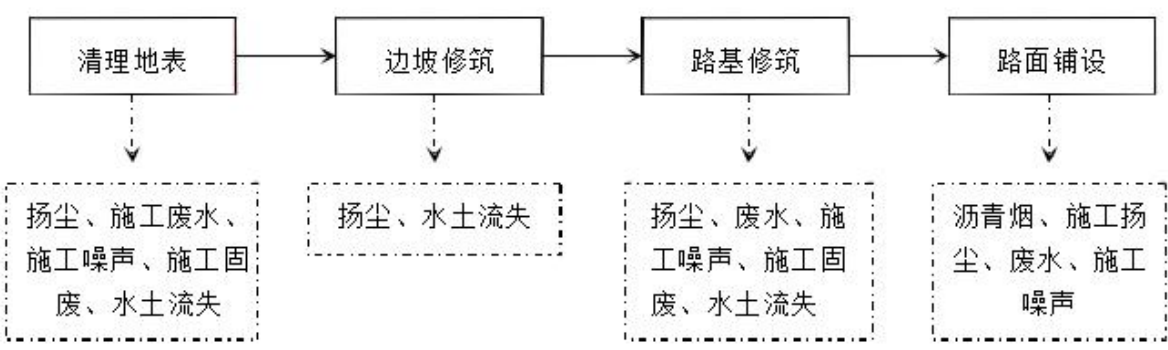 清理地表
边坡修筑
路基修筑
路面铺设
扬尘、施工废水、
施工噪声、施工固
废、水土流失
扬尘、水土流失
扬尘、废水、施
工噪声、施工固
废、水土流失
沥青烟、施工扬
尘、废水、施工
噪声